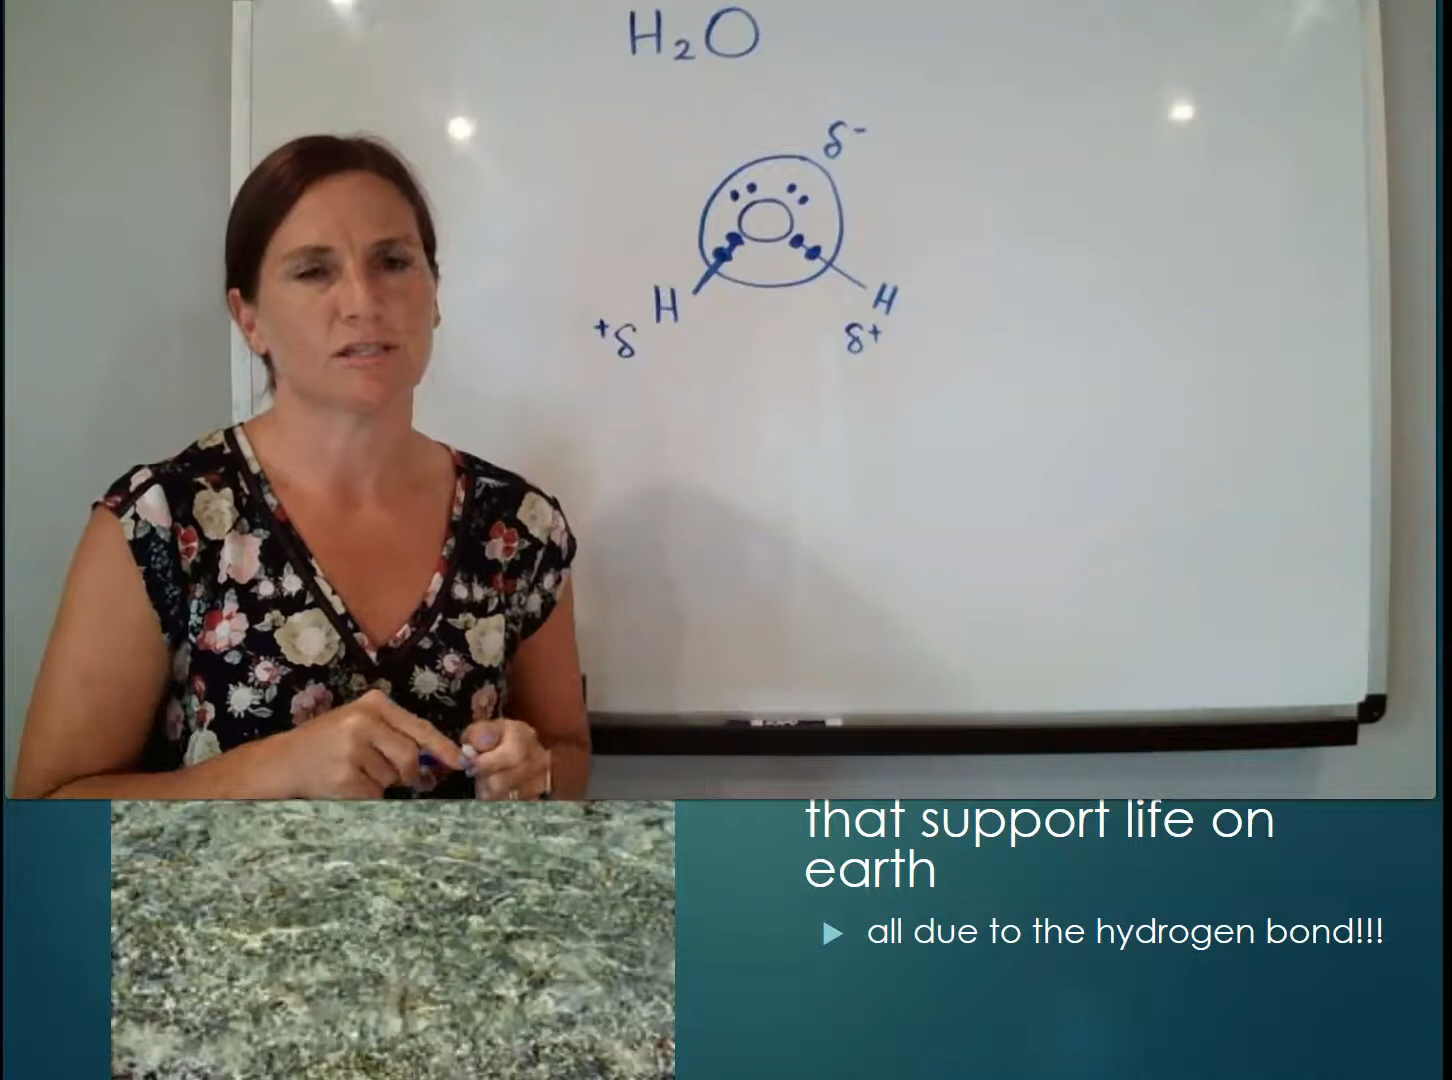 H₂O
δ-
H
H
+δ
δ+
that support life on
earth
all due to the hydrogen bond!!!